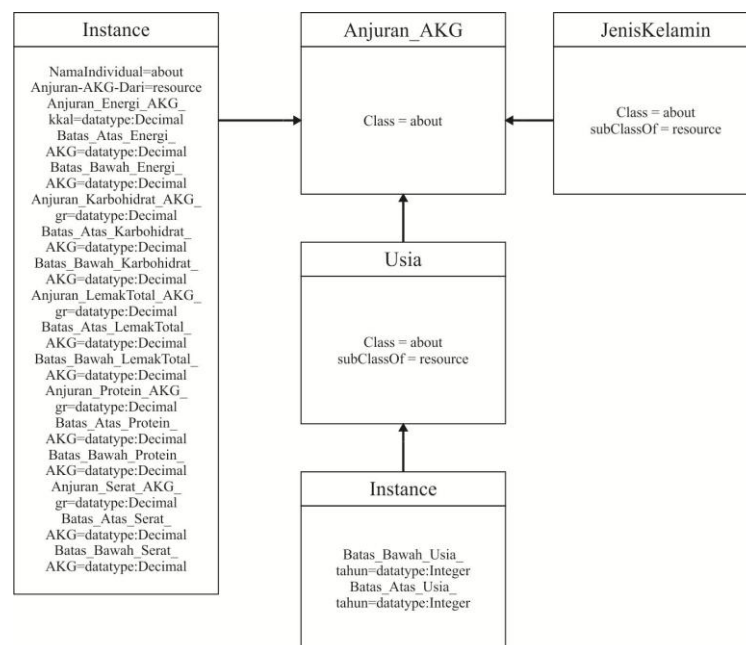 Instance
NamaIndividual=about
Anjuran-AKG-Dari=resource
Anjuran_Energi_AKG_
kkal=datatype:Decimal
Batas_Atas_Energi_
AKG=datatype:Decimal
Batas_Bawah_Energi_
AKG=datatype:Decimal
Anjuran_Karbohidrat_AKG_
gr=datatype:Decimal
Batas_Atas_Karbohidrat_
AKG=datatype:Decimal
Batas_Bawah_Karbohidrat_
AKG=datatype:Decimal
Anjuran_LemakTotal_AKG_
gr=datatype:Decimal
Batas_Atas_LemakTotal_
AKG=datatype:Decimal
Batas_Bawah_LemakTotal_
AKG=datatype:Decimal
Anjuran_Protein_AKG_
gr=datatype:Decimal
Batas_Atas_Protein_
AKG=datatype:Decimal
Batas_Bawah_Protein_
AKG=datatype:Decimal
Anjuran_Serat_AKG_
gr=datatype:Decimal
Batas_Atas_Serat_
AKG=datatype:Decimal
Batas_Bawah_Serat_
AKG=datatype:Decimal
Anjuran_AKG
Class = about
JenisKelamin
Class = about
subClassOf = resource
Usia
Class = about
subClassOf = resource
Instance
Batas_Bawah_Usia_
tahun=datatype:Integer
Batas_Atas_Usia_
tahun=datatype:Integer